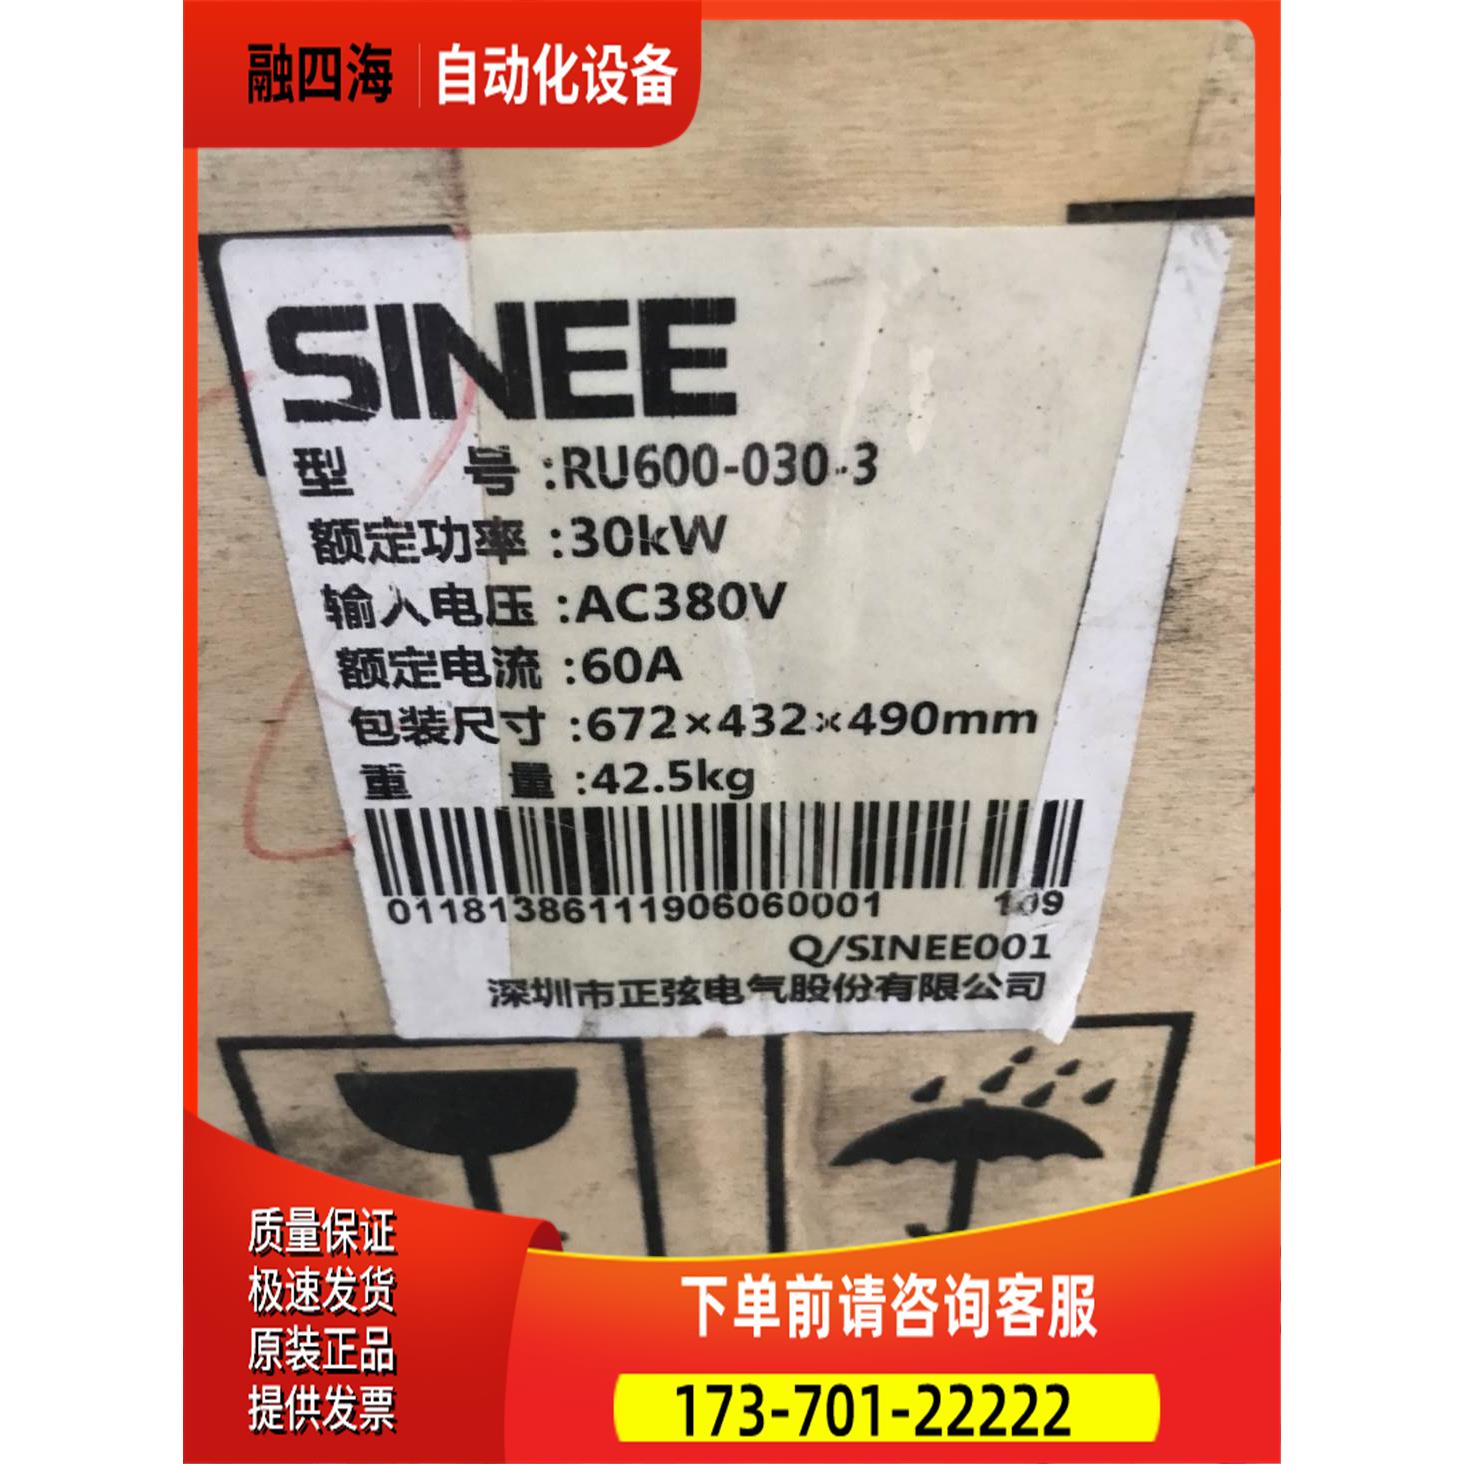 融四海 自动化设备
SINEE
型 号:RU600-030-3
额定功率:30kW
输入电压:AC380V
额定电流:60A
包装尺寸:672×432×490mm
重 量:42.5kg
01181386111906060001 109
Q/SINEE001
深圳市正弦电气股份有限公司
质量保证
极速发货
原装正品
提供发票
下单前请咨询客服
173-701-22222